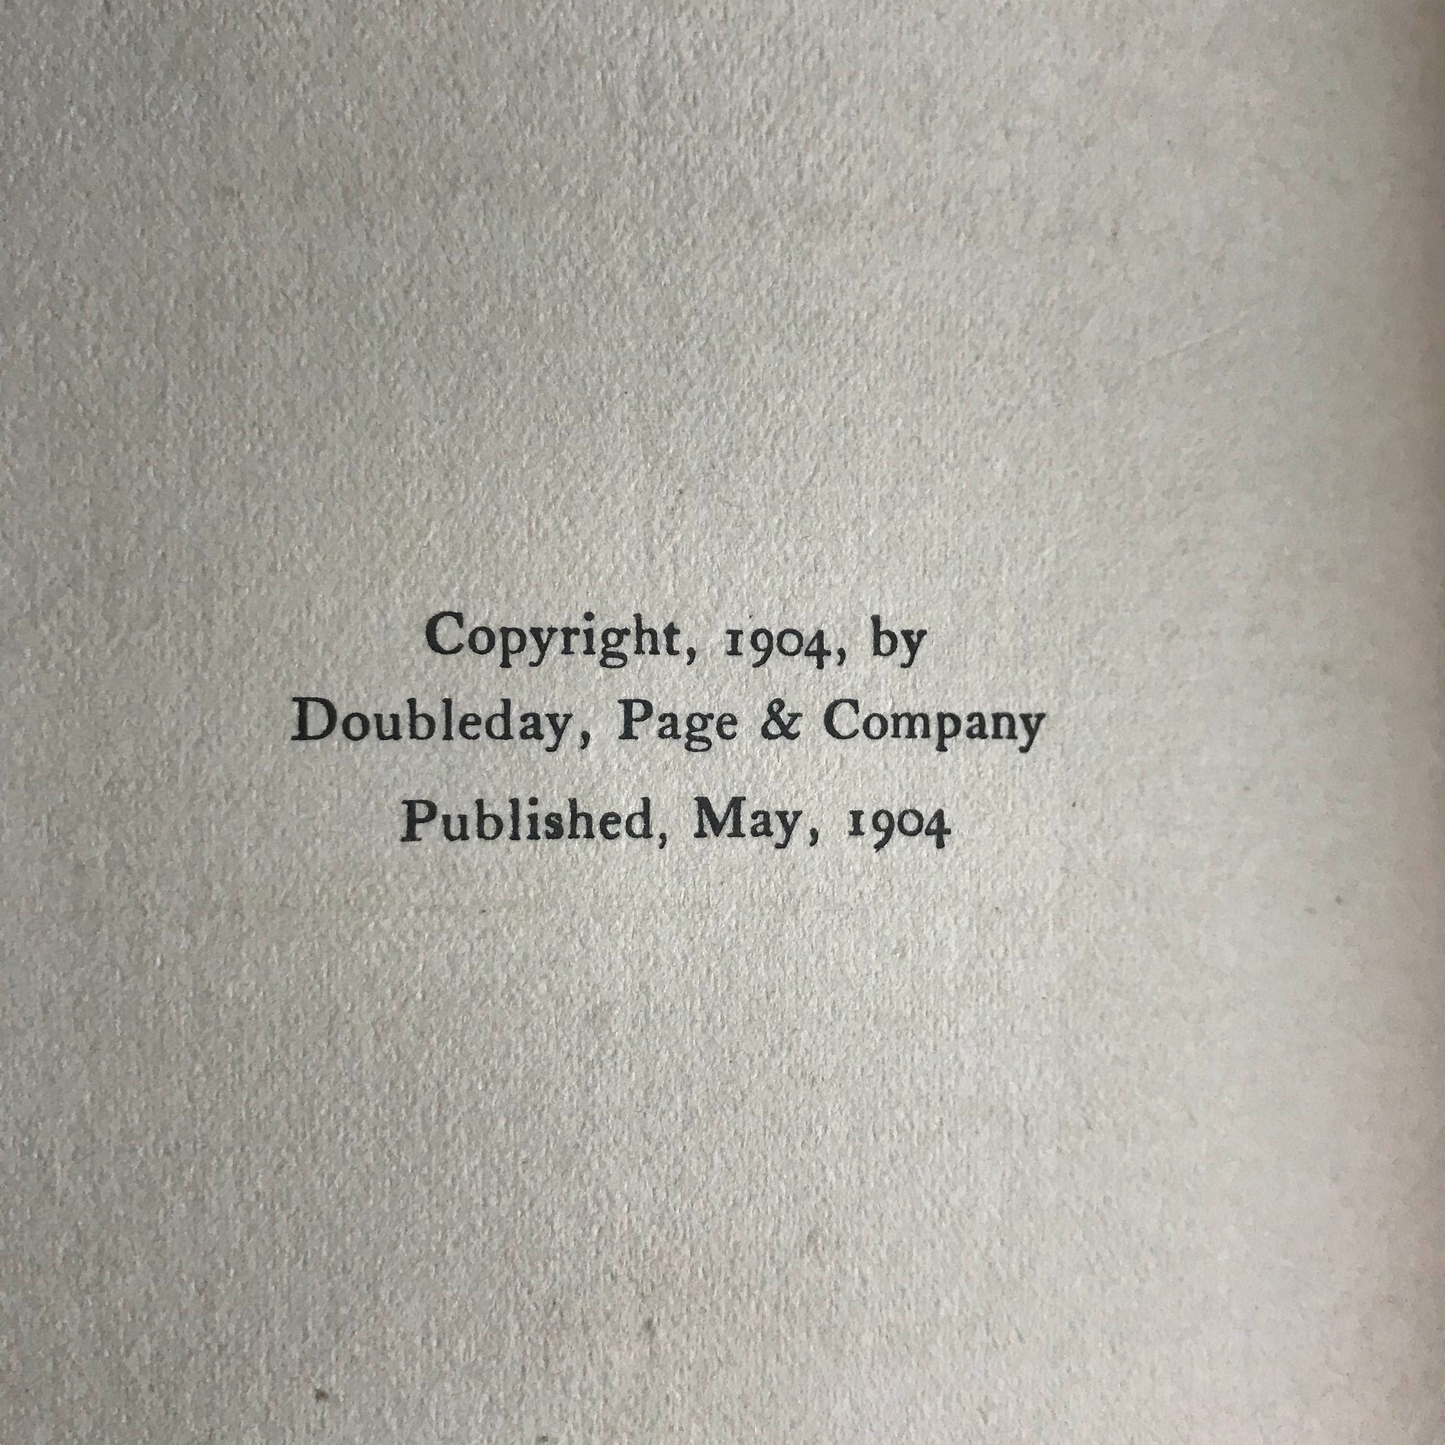 Copyright, 1904, by
Doubleday, Page & Company
Published, May, 1904